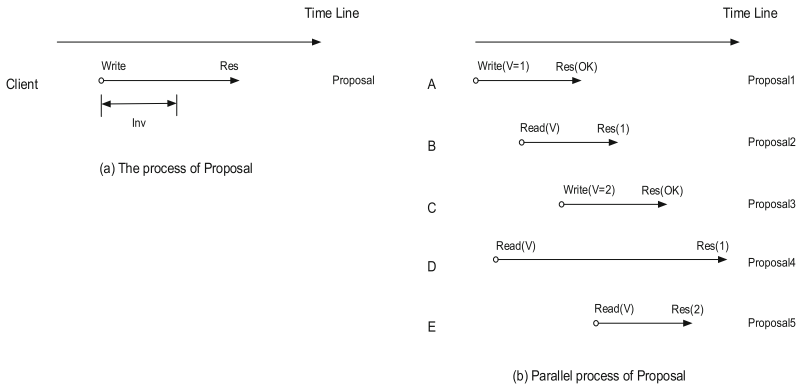 Time Line
Client
Write
Res
Proposal
Inv
(a) The process of Proposal
Time Line
A
Write(V=1)
Res(OK)
Proposal1
B
Read(V)
Res(1)
Proposal2
C
Write(V=2)
Res(OK)
Proposal3
D
Read(V)
Res(1)
Proposal4
E
Read(V)
Res(2)
Proposal5
(b) Parallel process of Proposal